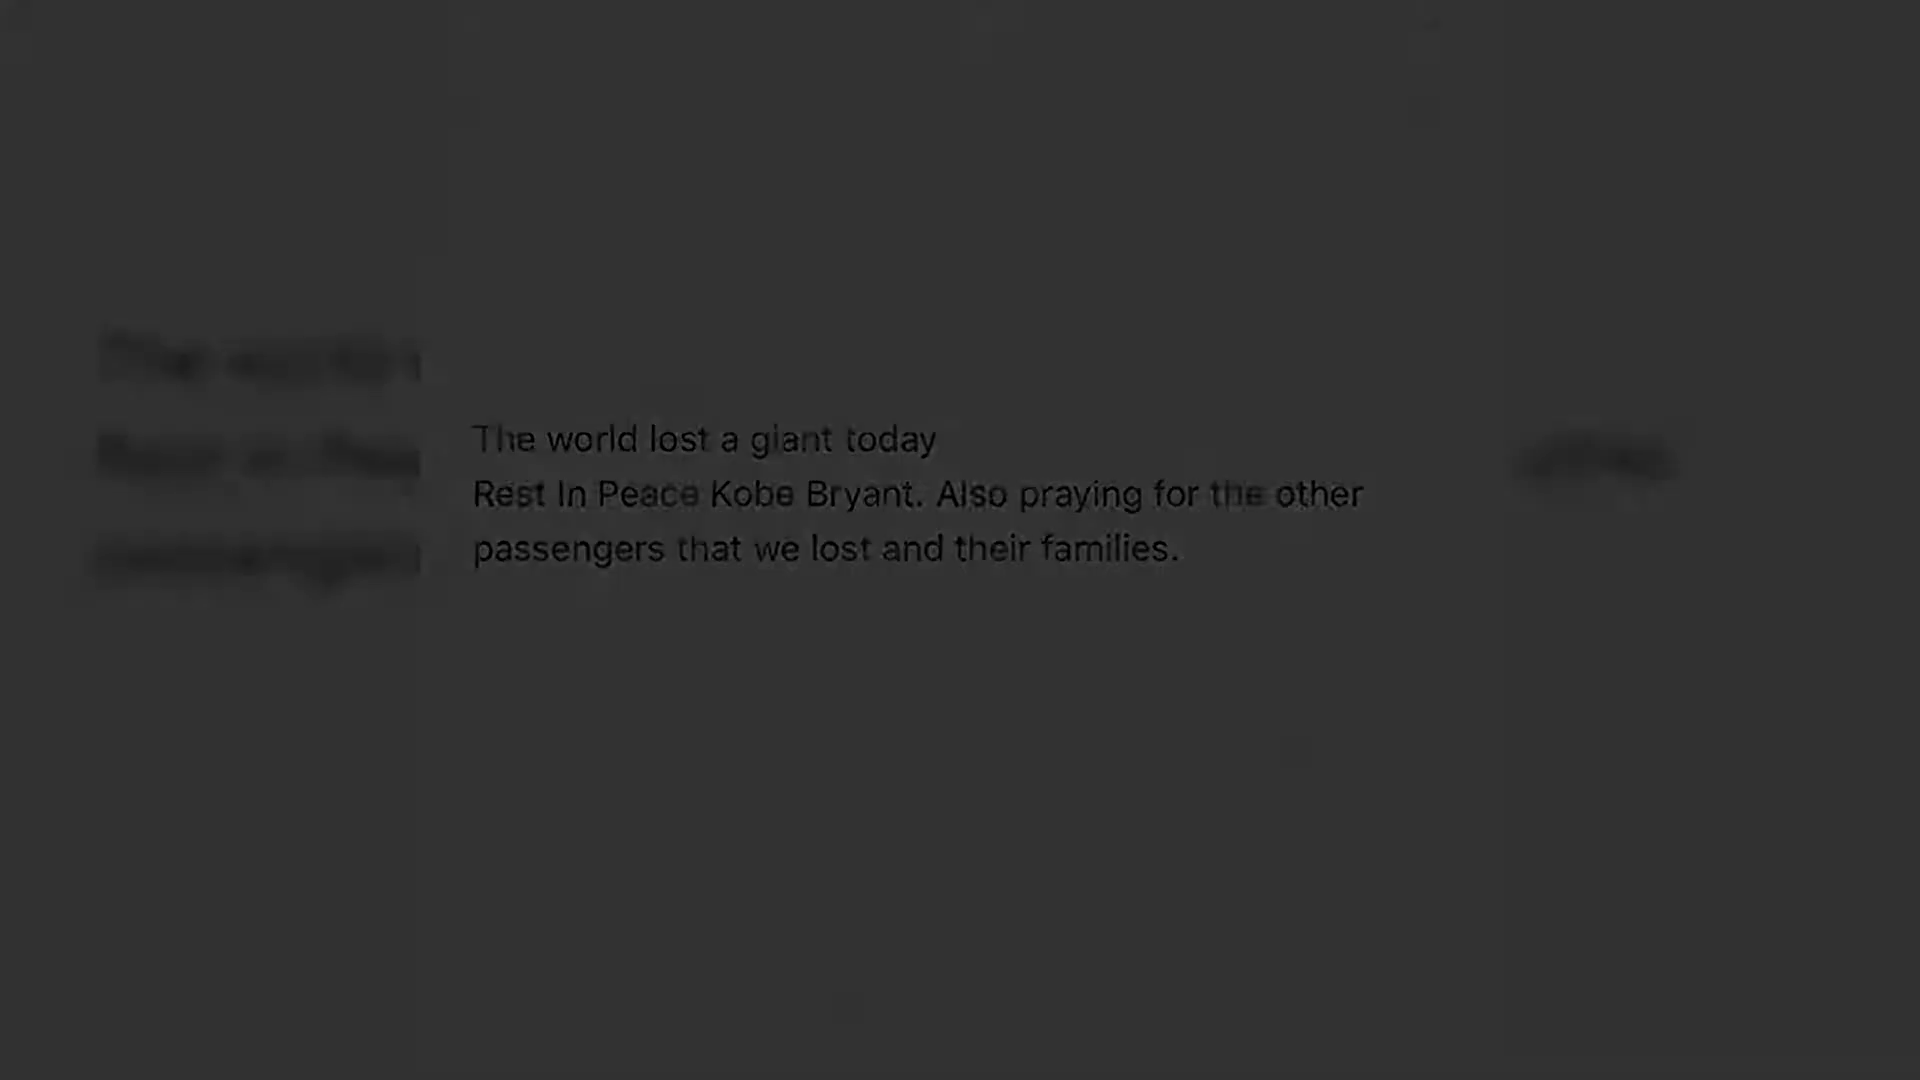 The world lost a giant today
Rest In Peace Kobe Bryant. Also praying for the other
passengers that we lost and their families.